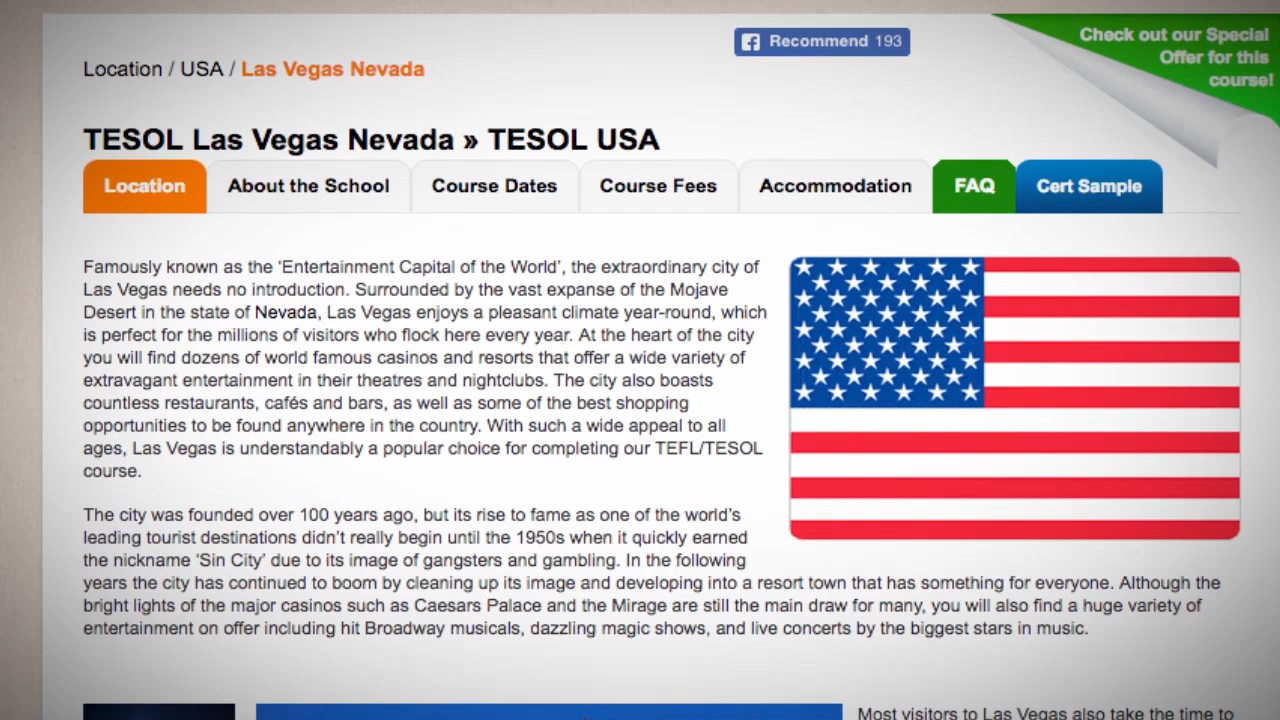 Recommend 193
Check out our Special
Offer for this
course!
Location / USA / Las Vegas Nevada
TESOL Las Vegas Nevada » TESOL USA
Location
About the School
Course Dates
Course Fees
Accommodation
FAQ
Cert Sample
Famously known as the ‘Entertainment Capital of the World’, the extraordinary city of
Las Vegas needs no introduction. Surrounded by the vast expanse of the Mojave
Desert in the state of Nevada, Las Vegas enjoys a pleasant climate year-round, which
is perfect for the millions of visitors who flock here every year. At the heart of the city
you will find dozens of world famous casinos and resorts that offer a wide variety of
extravagant entertainment in their theatres and nightclubs. The city also boasts
countless restaurants, cafés and bars, as well as some of the best shopping
opportunities to be found anywhere in the country. With such a wide appeal to all
ages, Las Vegas is understandably a popular choice for completing our TEFL/TESOL
course.
The city was founded over 100 years ago, but its rise to fame as one of the world’s
leading tourist destinations didn’t really begin until the 1950s when it quickly earned
the nickname ‘Sin City’ due to its image of gangsters and gambling. In the following
years the city has continued to boom by cleaning up its image and developing into a resort town that has something for everyone. Although the
bright lights of the major casinos such as Caesars Palace and the Mirage are still the main draw for many, you will also find a huge variety of
entertainment on offer including hit Broadway musicals, dazzling magic shows, and live concerts by the biggest stars in music.
Most visitors to Las Vegas also take the time to